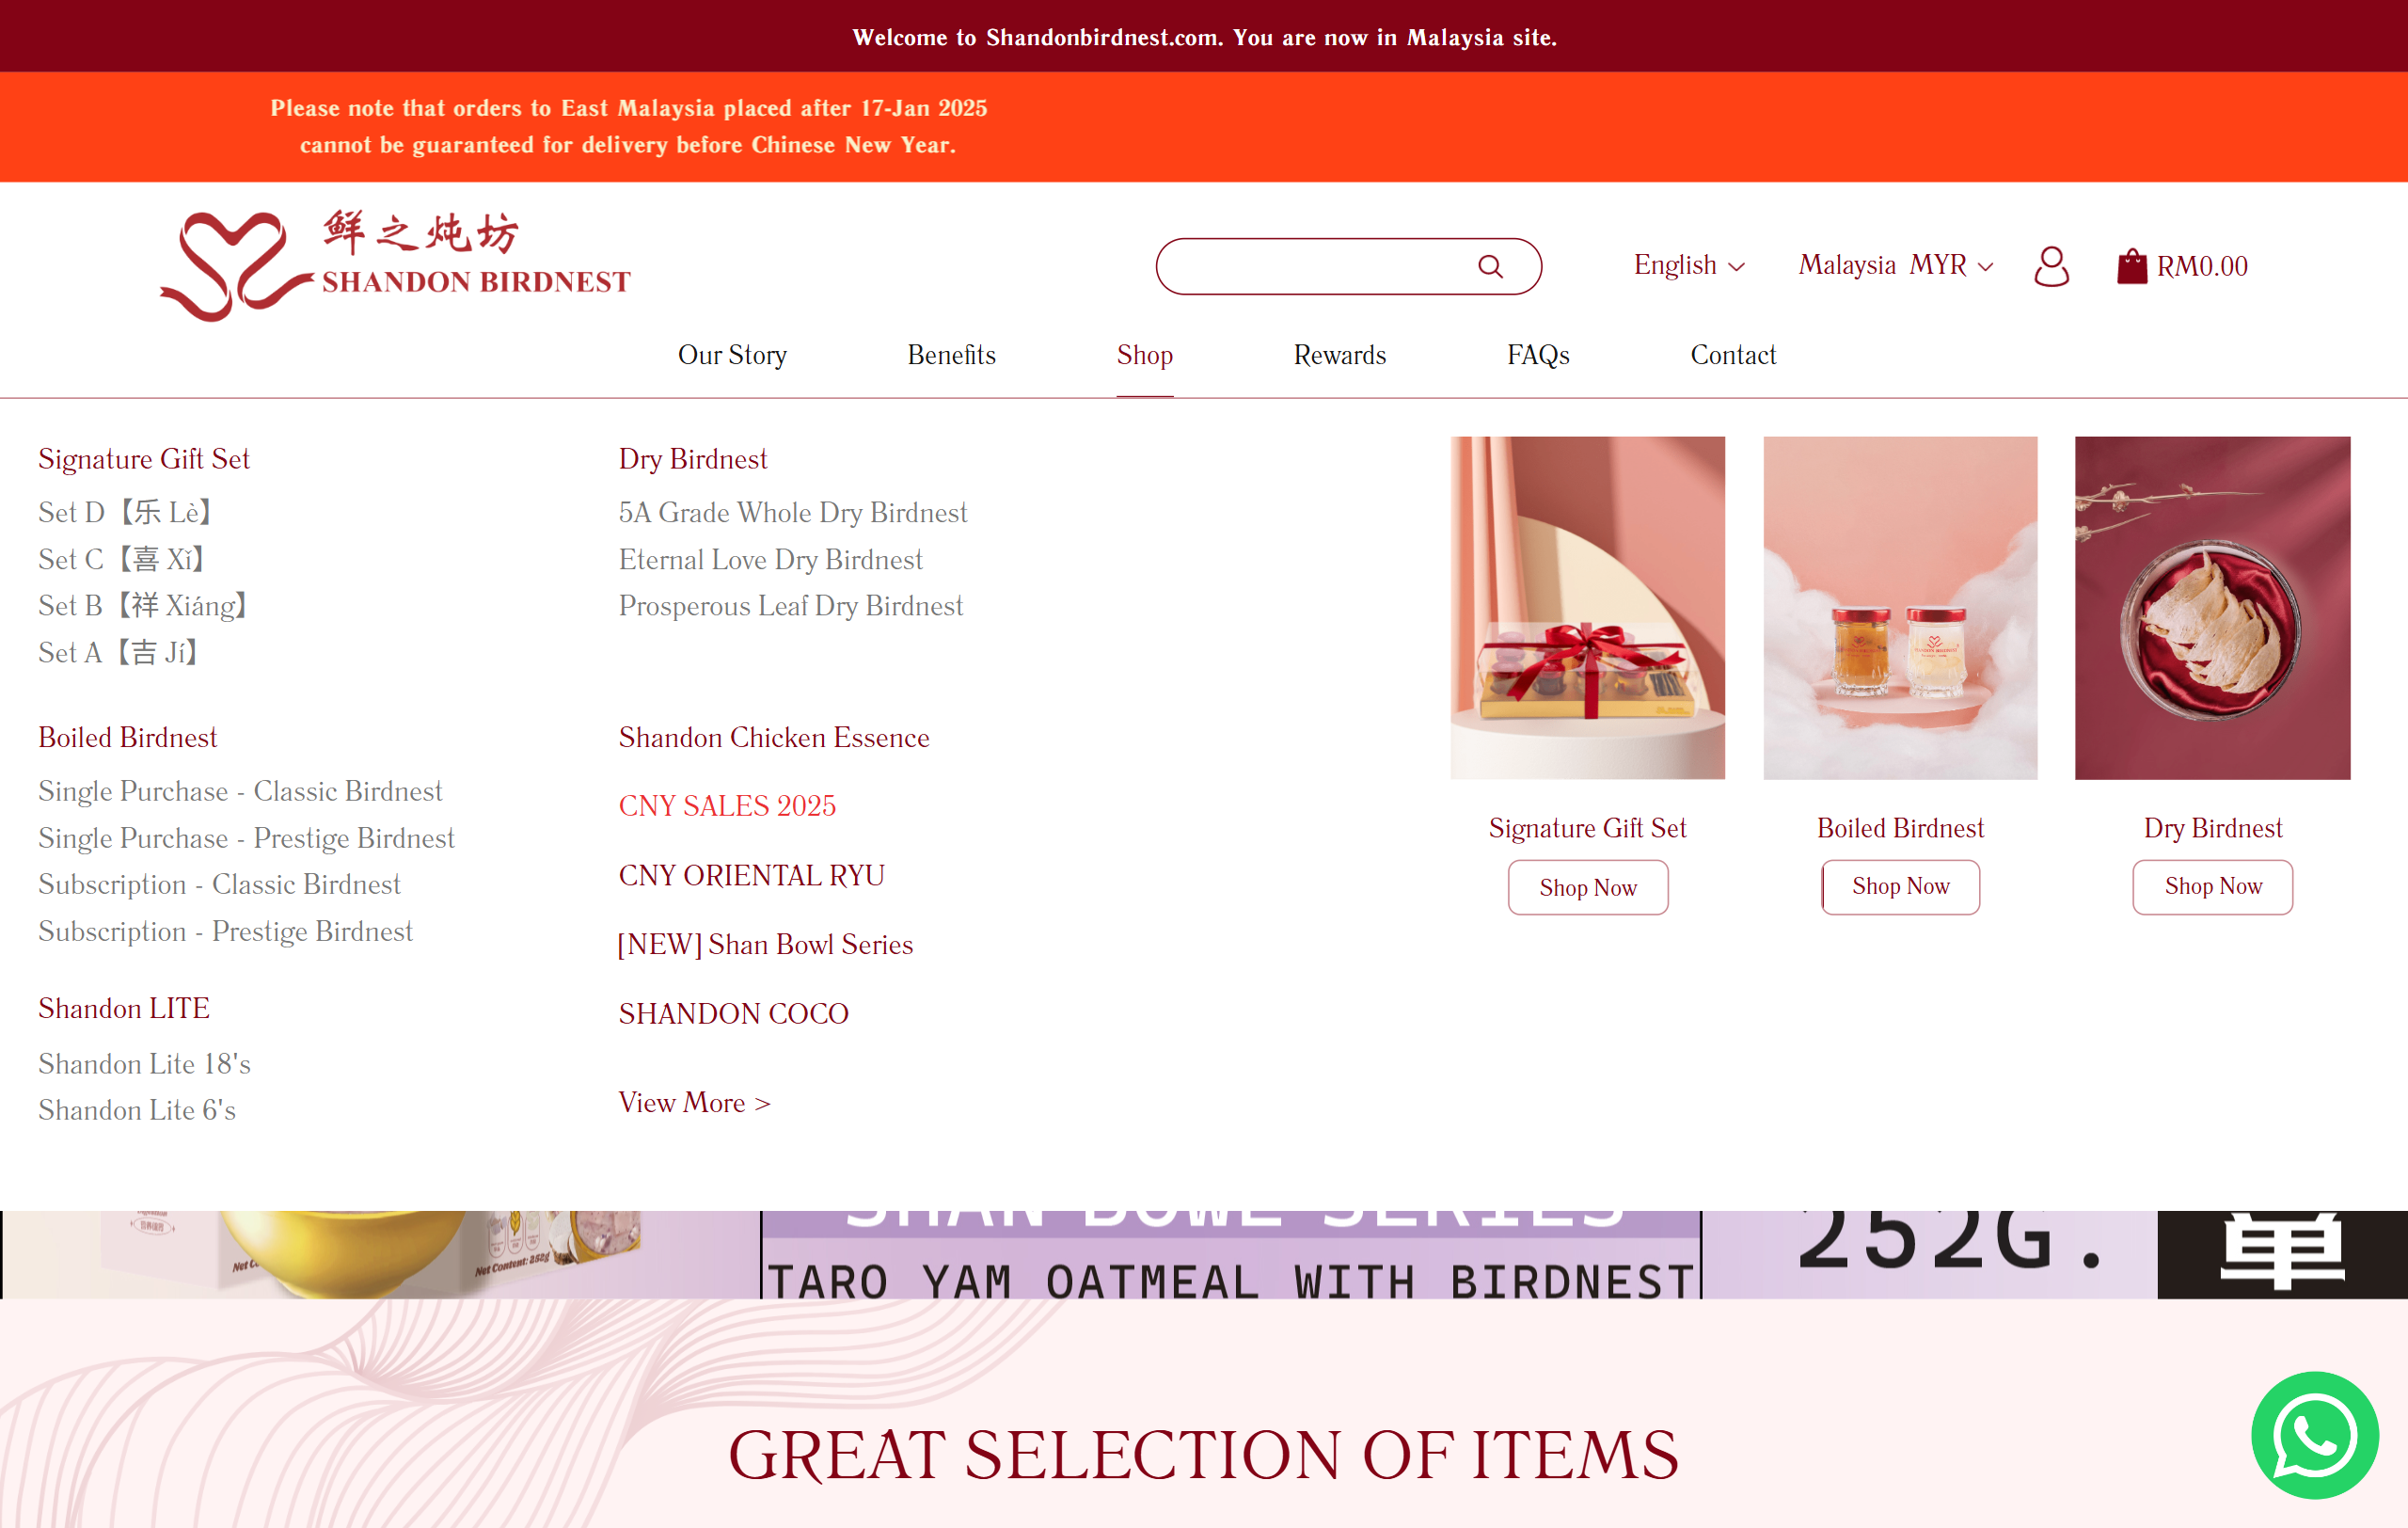 Welcome to Shandonbirdnest.com. You are now in Malaysia site.
Please note that orders to East Malaysia placed after 17-Jan 2025
cannot be guaranteed for delivery before Chinese New Year.
鲜之炖坊
SHANDON BIRDNEST
English
Malaysia MYR
RM0.00
Our Story
Benefits
Shop
Rewards
FAQs
Contact
Signature Gift Set
Set D【乐 Lè】
Set C【喜 Xǐ】
Set B【祥 Xiáng】
Set A【吉 Jí】
Boiled Birdnest
Single Purchase - Classic Birdnest
Single Purchase - Prestige Birdnest
Subscription - Classic Birdnest
Subscription - Prestige Birdnest
Shandon LITE
Shandon Lite 18's
Shandon Lite 6's
Dry Birdnest
5A Grade Whole Dry Birdnest
Eternal Love Dry Birdnest
Prosperous Leaf Dry Birdnest
Shandon Chicken Essence
CNY SALES 2025
CNY ORIENTAL RYU
[NEW] Shan Bowl Series
SHANDON COCO
View More >
Signature Gift Set
Shop Now
Boiled Birdnest
Shop Now
Dry Birdnest
Shop Now
Net Content: 252g
SHAN BOWL SERIES
TARO YAM OATMEAL WITH BIRDNEST
252G.
GREAT SELECTION OF ITEMS